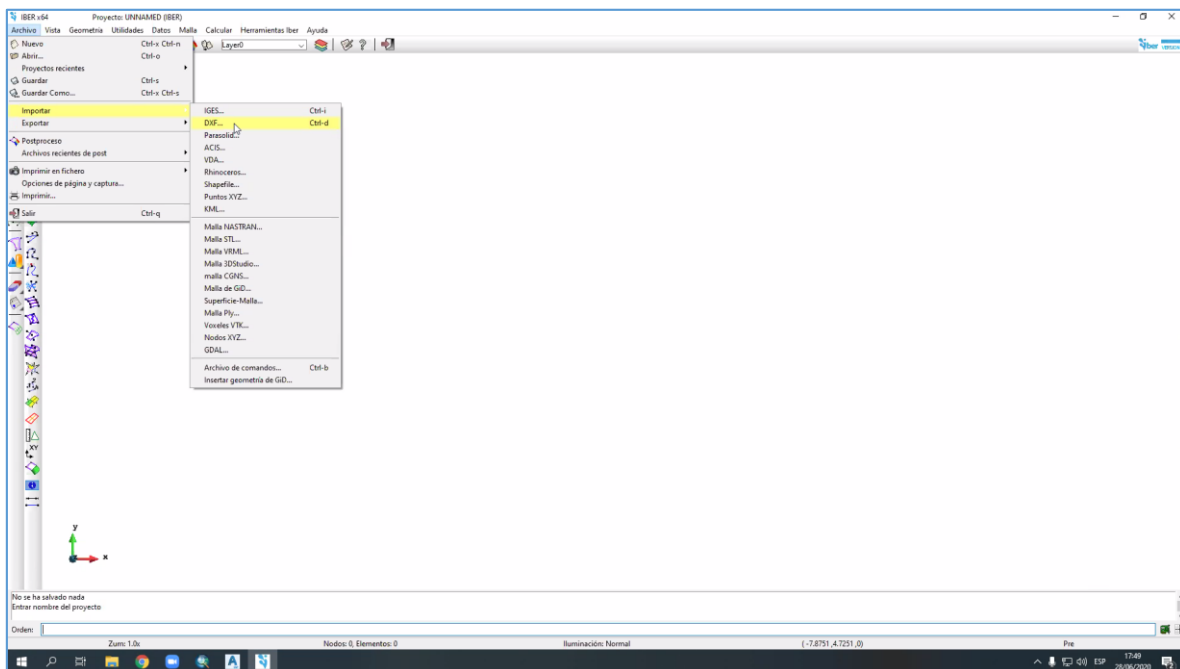 IBER x64 Proyecto: UNNAMED (IBER)
Archivo Vista Geometría Utilidades Datos Malla Calcular Herramientas Iber Ayuda
Nuevo Ctrl-x Ctrl-n
Abrir... Ctrl-o
Proyectos recientes
Guardar Ctrl-s
Guardar Como... Ctrl-x Ctrl-s
Importar
Exportar
Postproceso
Archivos recientes de post
Imprimir en fichero
Opciones de página y captura...
Imprimir...
Salir Ctrl-q
Layer0
Iber
IGES... Ctrl-i
DXF... Ctrl-d
Parasolid...
ACIS...
VDA...
Rhinoceros...
Shapefile...
Puntos XYZ...
KML...
Malla NASTRAN...
Malla STL...
Malla VRML...
Malla 3DStudio...
malla CGNS...
Malla de GiD...
Superficie-Malla...
Malla Ply...
Voxeles VTK...
Nodos XYZ...
GDAL...
Archivo de comandos... Ctrl-b
Insertar geometría de GiD...
XY
y
x
No se ha salvado nada
Entrar nombre del proyecto
Orden:
Zum: 1.0x Nodos: 0, Elementos: 0 Iluminación: Normal (-7.8751 ,4.7251 ,0) Pre
ESP 17:49
28/06/2020